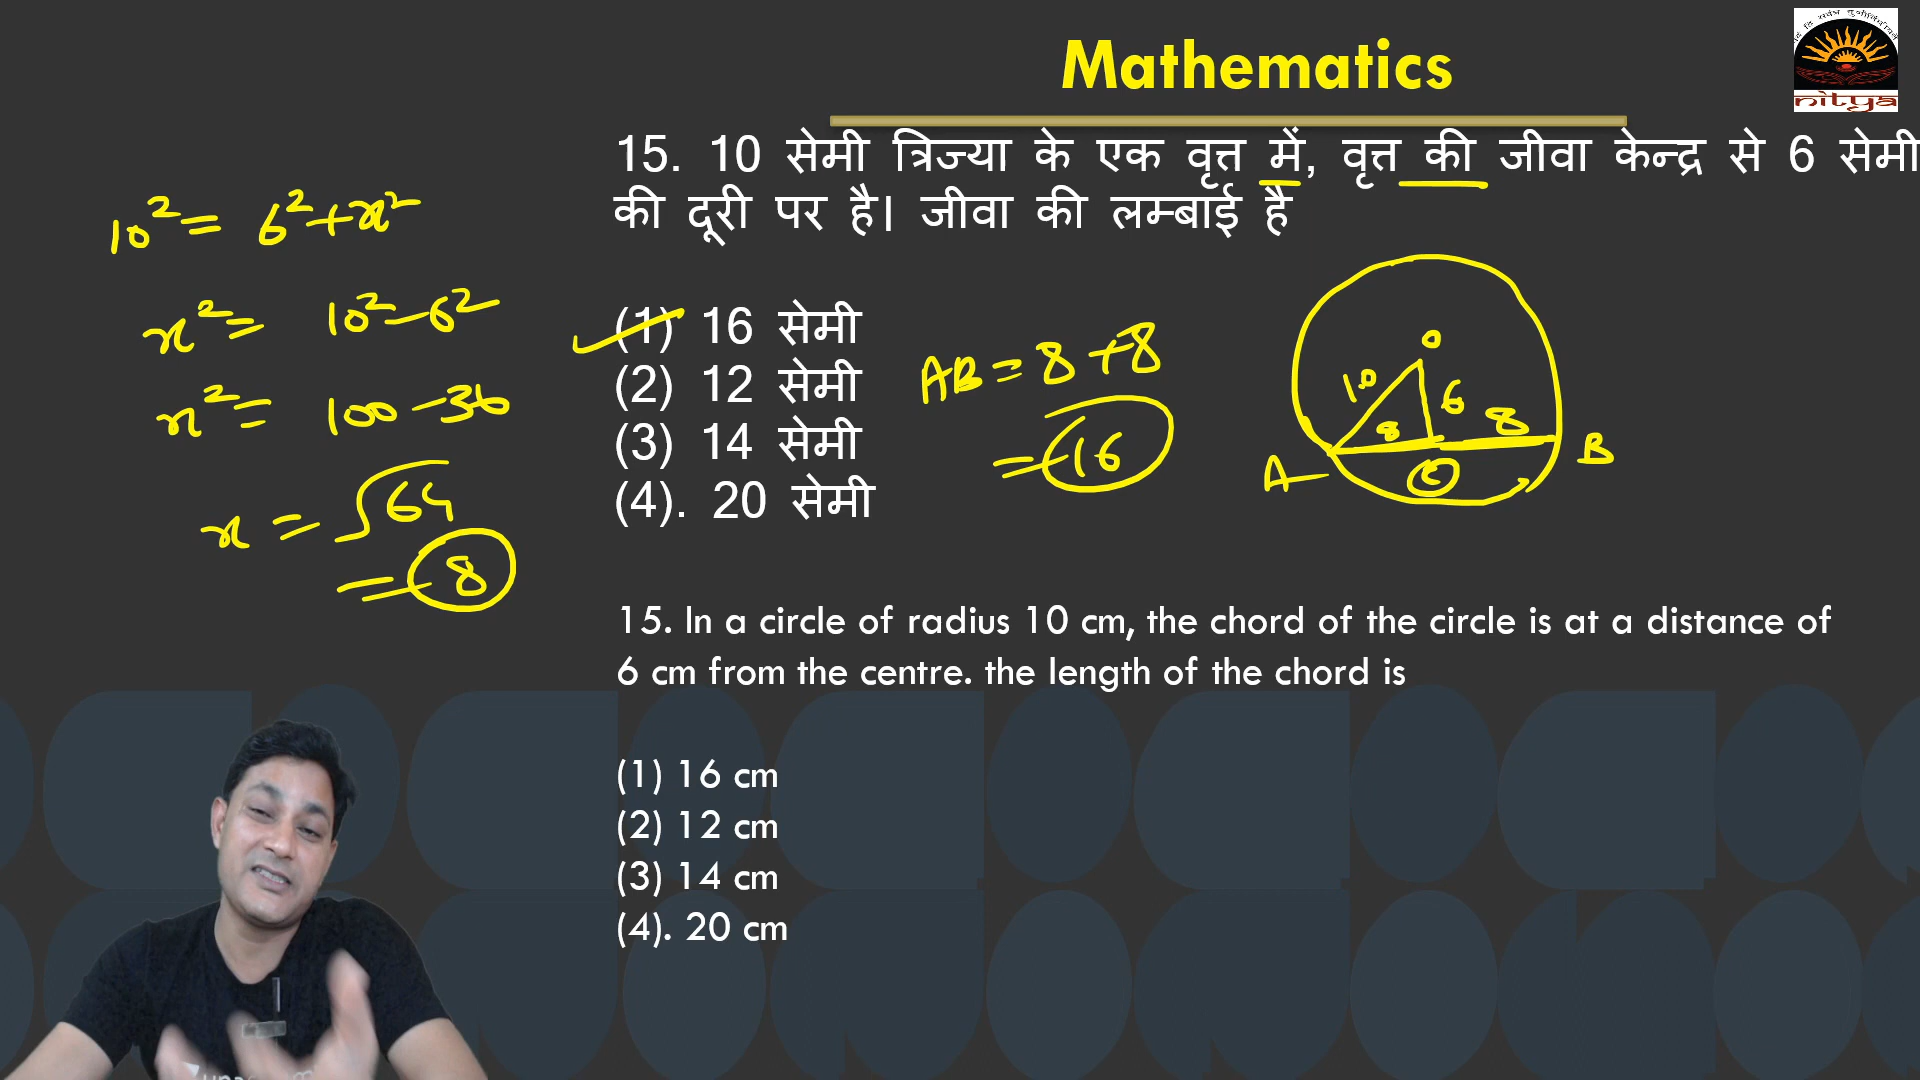 Mathematics
nitya
15. 10 सेमी त्रिज्या के एक वृत्त में, वृत्त की जीवा केन्द्र से 6 सेमी
की दूरी पर है। जीवा की लम्बाई है
(1) 16 सेमी
(2) 12 सेमी
(3) 14 सेमी
(4). 20 सेमी
10² = 6² + x²
x² = 10² - 6²
x² = 100 - 36
x = √64
= 8
AB = 8 + 8
= 16
O
10 6
8 8
A C B
15. In a circle of radius 10 cm, the chord of the circle is at a distance of
6 cm from the centre. the length of the chord is
(1) 16 cm
(2) 12 cm
(3) 14 cm
(4). 20 cm